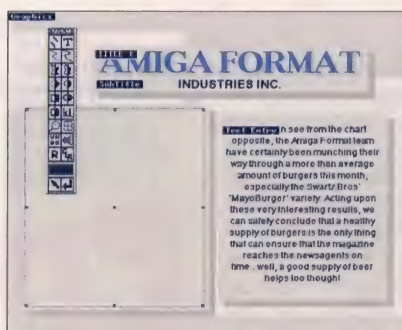 Graphics
Title 1
AMIGA FORMAT
Subtitle
INDUSTRIES INC.
Text Entry n see from the chart
opposite, the Amiga Format team
have certainly been munching their
way through a more than average
amount of burgers this month,
especially the Swartz Bros'
'MayoBurger' variety. Acting upon
these very interesting results, we
can safely conclude that a healthy
supply of burgers is the only thing
that can ensure that the magazine
reaches the newsagents on
time.. well, a good supply of beer
helps too though!
T
R